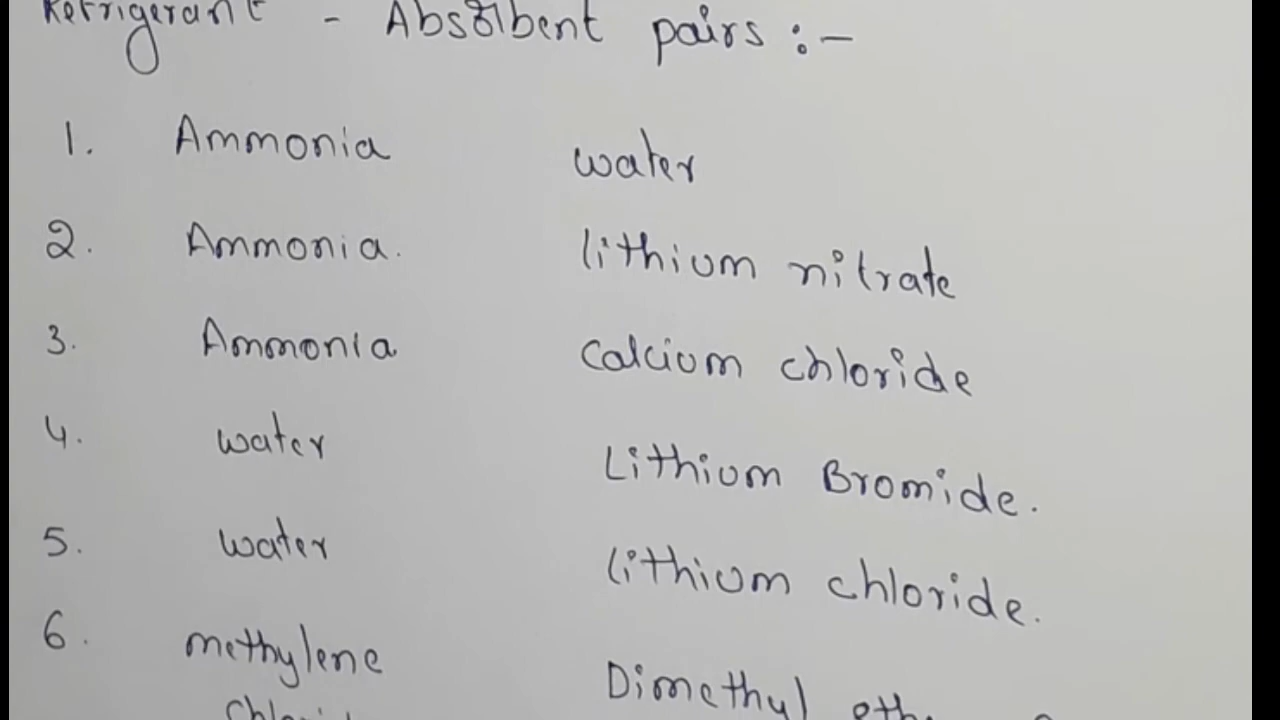 Refrigerant - Absorbent pairs :-
1. Ammonia water
2. Ammonia. lithium nitrate
3. Ammonia Calcium chloride
4. water Lithium Bromide.
5. water lithium chloride.
6. methylene Dimethyl